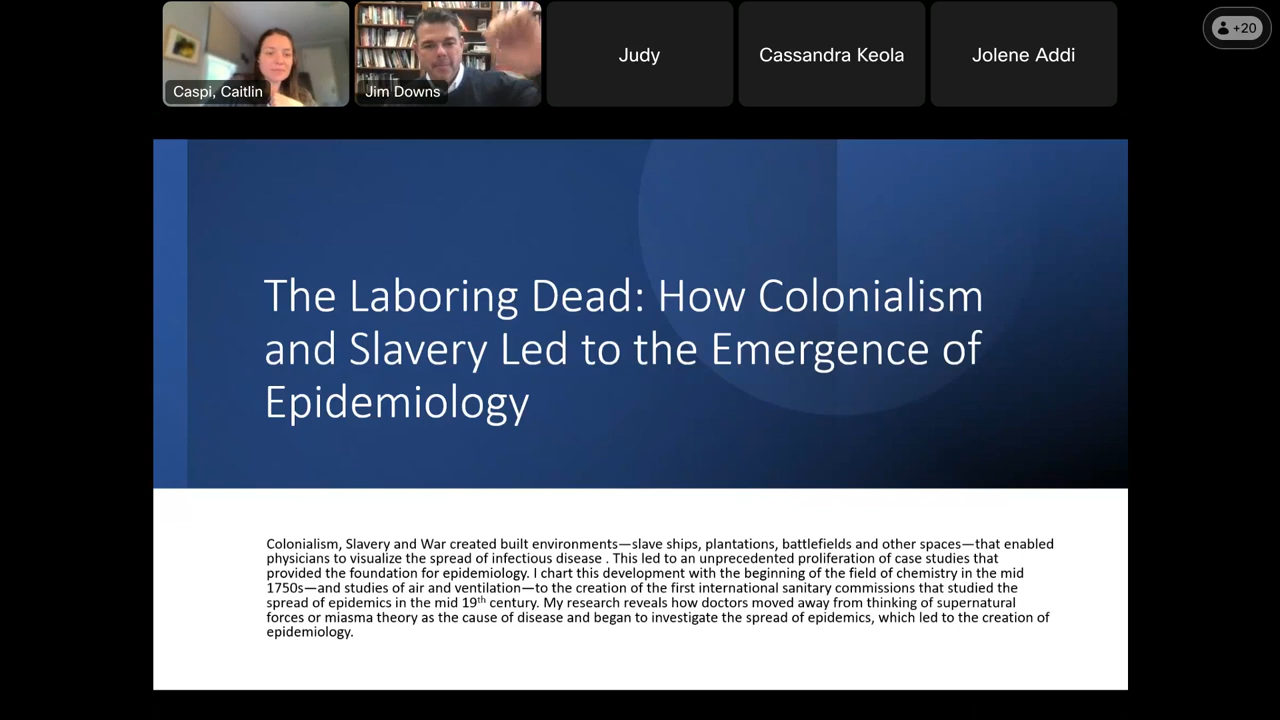 Caspi, Caitlin
Jim Downs
Judy
Cassandra Keola
Jolene Addi
+20
The Laboring Dead: How Colonialism
and Slavery Led to the Emergence of
Epidemiology
Colonialism, Slavery and War created built environments—slave ships, plantations, battlefields and other spaces—that enabled
physicians to visualize the spread of infectious disease . This led to an unprecedented proliferation of case studies that
provided the foundation for epidemiology. I chart this development with the beginning of the field of chemistry in the mid
1750s—and studies of air and ventilation—to the creation of the first international sanitary commissions that studied the
spread of epidemics in the mid 19th century. My research reveals how doctors moved away from thinking of supernatural
forces or miasma theory as the cause of disease and began to investigate the spread of epidemics, which led to the creation of
epidemiology.